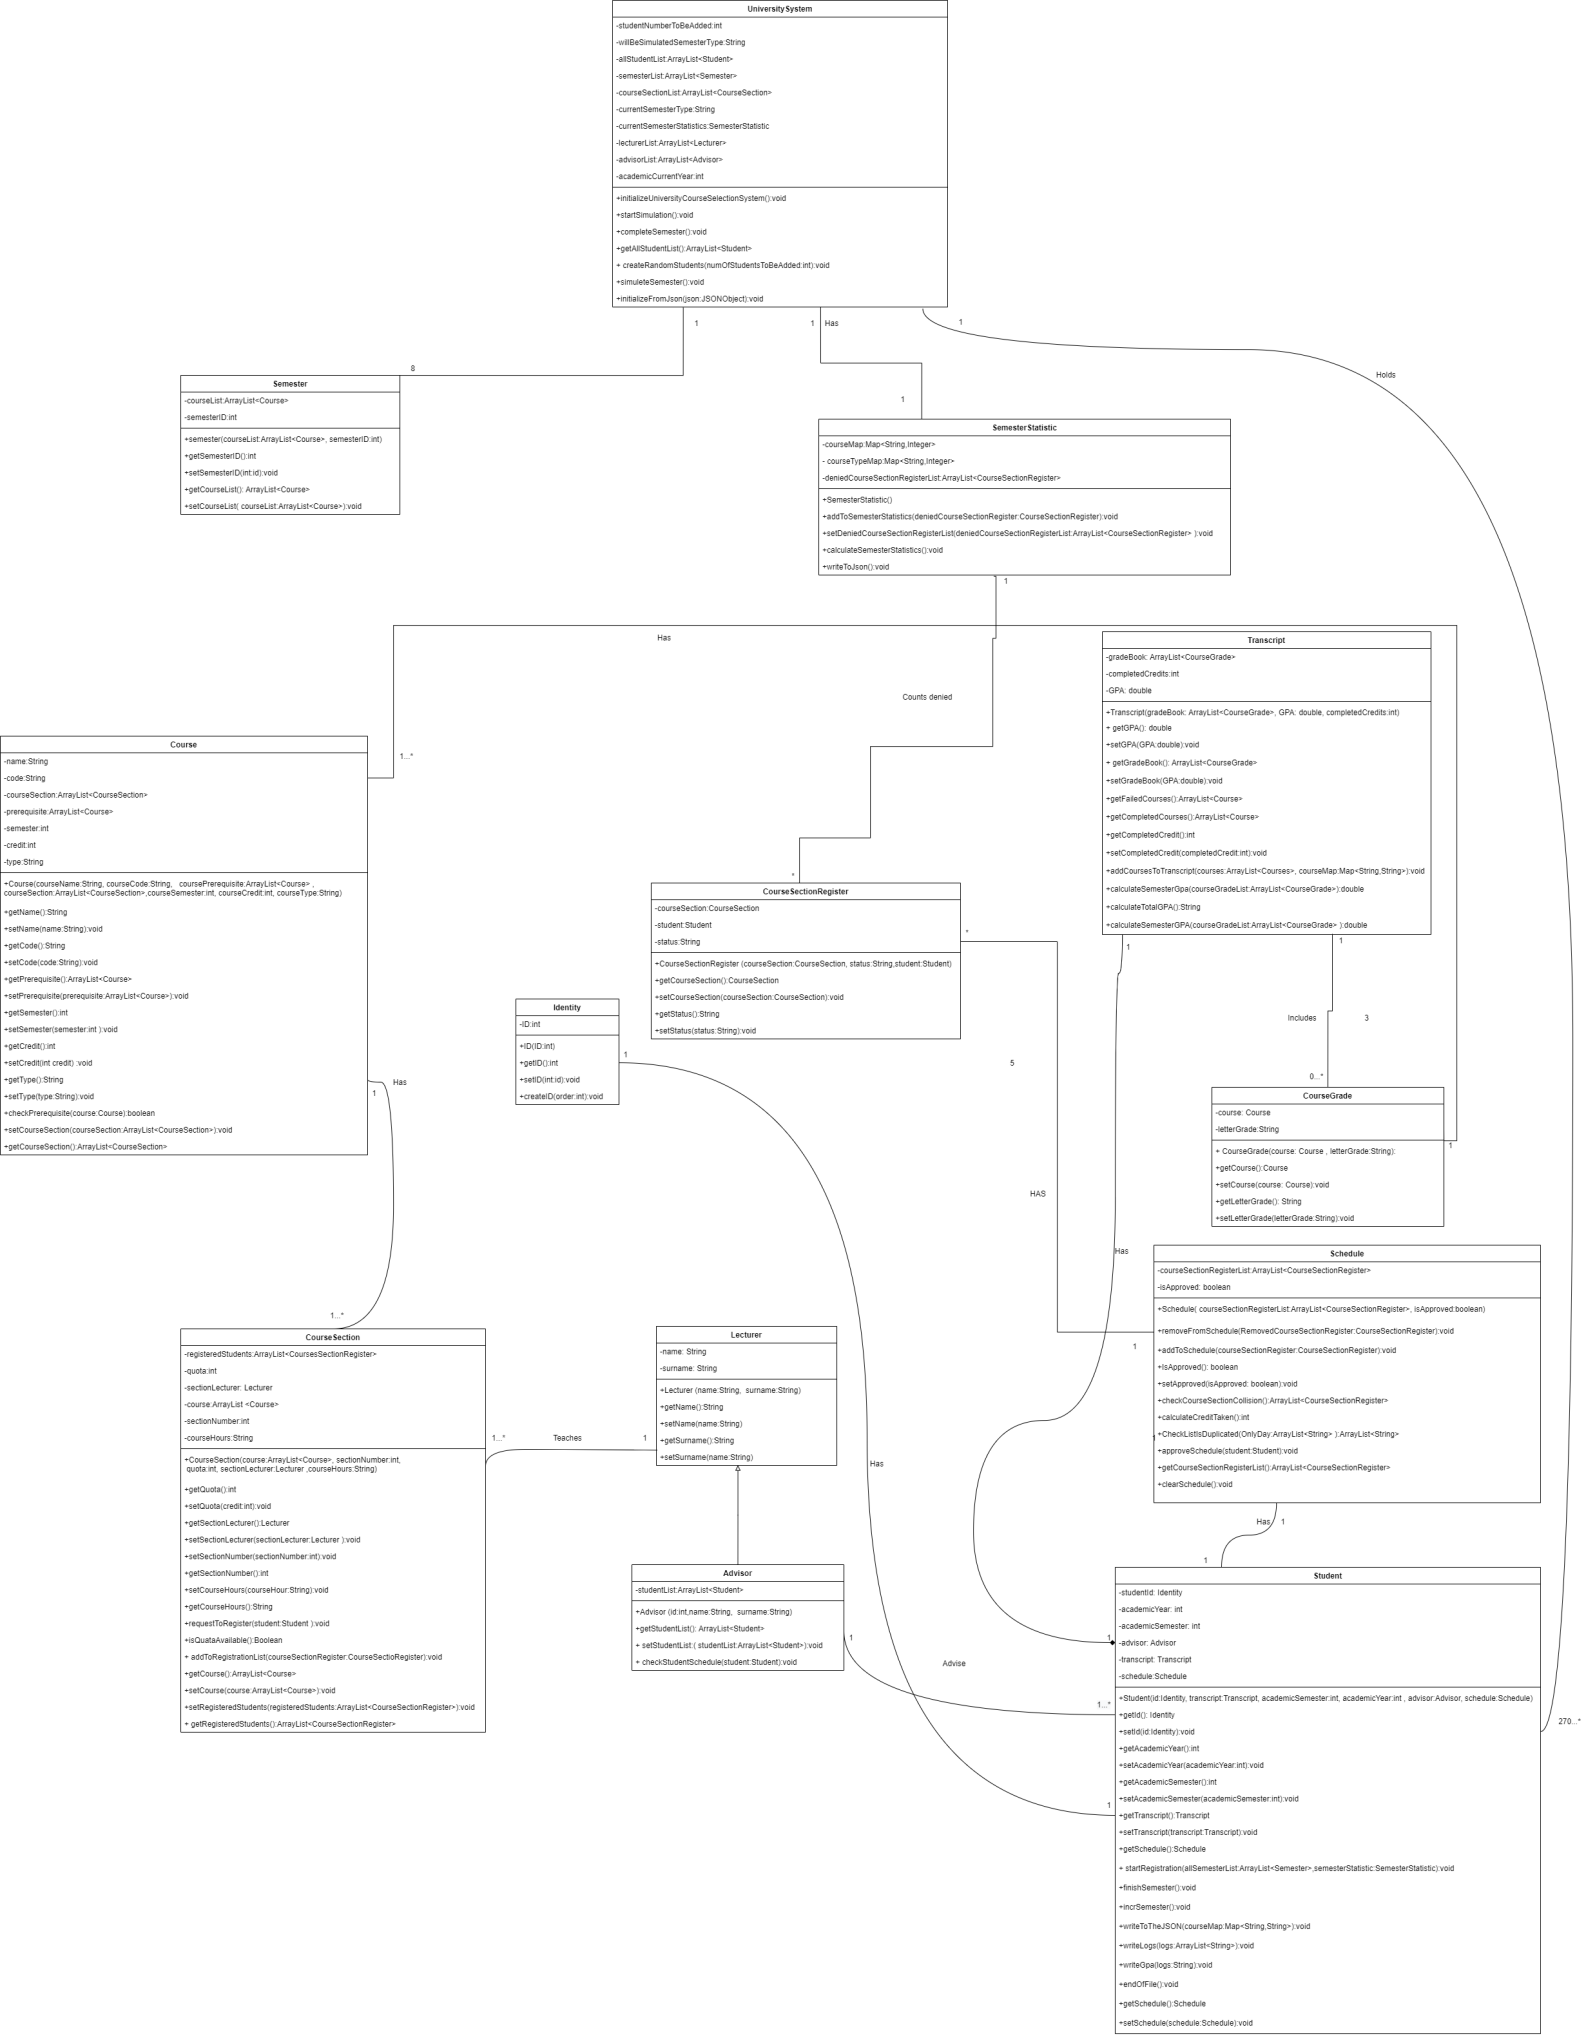 UniversitySystem
-studentNumberToBeAdded:int
-willBeSimulatedSemesterType:String
-allStudentList:ArrayList<Student>
-semesterList:ArrayList<Semester>
-courseSectionList:ArrayList<CourseSection>
-currentSemesterType:String
-currentSemesterStatistics:SemesterStatistic
-lecturerList:ArrayList<Lecturer>
-advisorList:ArrayList<Advisor>
-academicCurrentYear:int
+initializeUniversityCourseSelectionSystem():void
+startSimulation():void
+completeSemester():void
+getAllStudentList():ArrayList<Student>
+ createRandomStudents(numOfStudentsToBeAdded:int):void
+simuleteSemester():void
+initializeFromJson(json:JSONObject):void
1
1
Has
1
Holds
8
1
Semester
-courseList:ArrayList<Course>
-semesterID:int
+semester(courseList:ArrayList<Course>, semesterID:int)
+getSemesterID():int
+setSemesterID(int:id):void
+getCourseList(): ArrayList<Course>
+setCourseList( courseList:ArrayList<Course>):void
SemesterStatistic
-courseMap:Map<String,Integer>
- courseTypeMap:Map<String,Integer>
-deniedCourseSectionRegisterList:ArrayList<CourseSectionRegister>
+SemesterStatistic()
+addToSemesterStatistics(deniedCourseSectionRegister:CourseSectionRegister):void
+setDeniedCourseSectionRegisterList(deniedCourseSectionRegisterList:ArrayList<CourseSectionRegister> ):void
+calculateSemesterStatistics():void
+writeToJson():void
1
Has
Counts denied
1...*
*
Transcript
-gradeBook: ArrayList<CourseGrade>
-completedCredits:int
-GPA: double
+Transcript(gradeBook: ArrayList<CourseGrade>, GPA: double, completedCredits:int)
+ getGPA(): double
+setGPA(GPA:double):void
+ getGradeBook(): ArrayList<CourseGrade>
+setGradeBook(GPA:double):void
+getFailedCourses():ArrayList<Course>
+getCompletedCourses():ArrayList<Course>
+getCompletedCredit():int
+setCompletedCredit(completedCredit:int):void
+addCoursesToTranscript(courses:ArrayList<Courses>, courseMap:Map<String,String>):void
+calculateSemesterGpa(courseGradeList:ArrayList<CourseGrade>):double
+calculateTotalGPA():String
+calculateSemesterGPA(courseGradeList:ArrayList<CourseGrade> ):double
1
1
Includes
3
0...*
Course
-name:String
-code:String
-courseSection:ArrayList<CourseSection>
-prerequisite:ArrayList<Course>
-semester:int
-credit:int
-type:String
+Course(courseName:String, courseCode:String, coursePrerequisite:ArrayList<Course> ,
courseSection:ArrayList<CourseSection>,courseSemester:int, courseCredit:int, courseType:String)
+getName():String
+setName(name:String):void
+getCode():String
+setCode(code:String):void
+getPrerequisite():ArrayList<Course>
+setPrerequisite(prerequisite:ArrayList<Course>):void
+getSemester():int
+setSemester(semester:int ):void
+getCredit():int
+setCredit(int credit) :void
+getType():String
+setType(type:String):void
+checkPrerequisite(course:Course):boolean
+setCourseSection(courseSection:ArrayList<CourseSection>):void
+getCourseSection():ArrayList<CourseSection>
Has
1
1...*
CourseSectionRegister
-courseSection:CourseSection
-student:Student
-status:String
+CourseSectionRegister (courseSection:CourseSection, status:String,student:Student)
+getCourseSection():CourseSection
+setCourseSection(courseSection:CourseSection):void
+getStatus():String
+setStatus(status:String):void
*
5
HAS
1
Identity
-ID:int
+ID(ID:int)
+getID():int
+setID(int:id):void
+createID(order:int):void
1
CourseGrade
-course: Course
-letterGrade:String
+ CourseGrade(course: Course , letterGrade:String):
+getCourse():Course
+setCourse(course: Course):void
+getLetterGrade(): String
+setLetterGrade(letterGrade:String):void
1
Has
Schedule
-courseSectionRegisterList:ArrayList<CourseSectionRegister>
-isApproved: boolean
+Schedule( courseSectionRegisterList:ArrayList<CourseSectionRegister>, isApproved:boolean)
+removeFromSchedule(RemovedCourseSectionRegister:CourseSectionRegister):void
+addToSchedule(courseSectionRegister:CourseSectionRegister):void
+IsApproved(): boolean
+setApproved(isApproved: boolean):void
+checkCourseSectionCollision():ArrayList<CourseSectionRegister>
+calculateCreditTaken():int
+CheckListIsDuplicated(OnlyDay:ArrayList<String> ):ArrayList<String>
1
+approveSchedule(student:Student):void
+getCourseSectionRegisterList():ArrayList<CourseSectionRegister>
+clearSchedule():void
Has
1
1
CourseSection
-registeredStudents:ArrayList<CoursesSectionRegister>
-quota:int
-sectionLecturer: Lecturer
-course:ArrayList <Course>
-sectionNumber:int
-courseHours:String
+CourseSection(course:ArrayList<Course>, sectionNumber:int,
quota:int, sectionLecturer:Lecturer ,courseHours:String)
+getQuota():int
+setQuota(credit:int):void
+getSectionLecturer():Lecturer
+setSectionLecturer(sectionLecturer:Lecturer ):void
+setSectionNumber(sectionNumber:int):void
+getSectionNumber():int
+setCourseHours(courseHour:String):void
+getCourseHours():String
+requestToRegister(student:Student ):void
+isQuataAvailable():Boolean
+ addToRegistrationList(courseSectionRegister:CourseSectioRegister):void
+getCourse():ArrayList<Course>
+setCourse(course:ArrayList<Course>):void
+setRegisteredStudents(registeredStudents:ArrayList<CourseSectionRegister>):void
+ getRegisteredStudents():ArrayList<CourseSectionRegister>
1...*
Teaches
1
Lecturer
-name: String
-surname: String
+Lecturer (name:String, surname:String)
+getName():String
+setName(name:String)
+getSurname():String
+setSurname(name:String)
Has
Advisor
-studentList:ArrayList<Student>
+Advisor (id:int,name:String, surname:String)
+getStudentList(): ArrayList<Student>
+ setStudentList:( studentList:ArrayList<Student>):void
+ checkStudentSchedule(student:Student):void
1
Advise
1
1...*
1
Student
-studentId: Identity
-academicYear: int
-academicSemester: int
-advisor: Advisor
-transcript: Transcript
-schedule:Schedule
+Student(id:Identity, transcript:Transcript, academicSemester:int, academicYear:int , advisor:Advisor, schedule:Schedule)
+getId(): Identity
+setId(id:Identity):void
+getAcademicYear():int
+setAcademicYear(academicYear:int):void
+getAcademicSemester():int
+setAcademicSemester(academicSemester:int):void
+getTranscript():Transcript
+setTranscript(transcript:Transcript):void
+getSchedule():Schedule
+ startRegistration(allSemesterList:ArrayList<Semester>,semesterStatistic:SemesterStatistic):void
+finishSemester():void
+incrSemester():void
+writeToTheJSON(courseMap:Map<String,String>):void
+writeLogs(logs:ArrayList<String>):void
+writeGpa(logs:String):void
+endOfFile():void
+getSchedule():Schedule
+setSchedule(schedule:Schedule):void
270...*